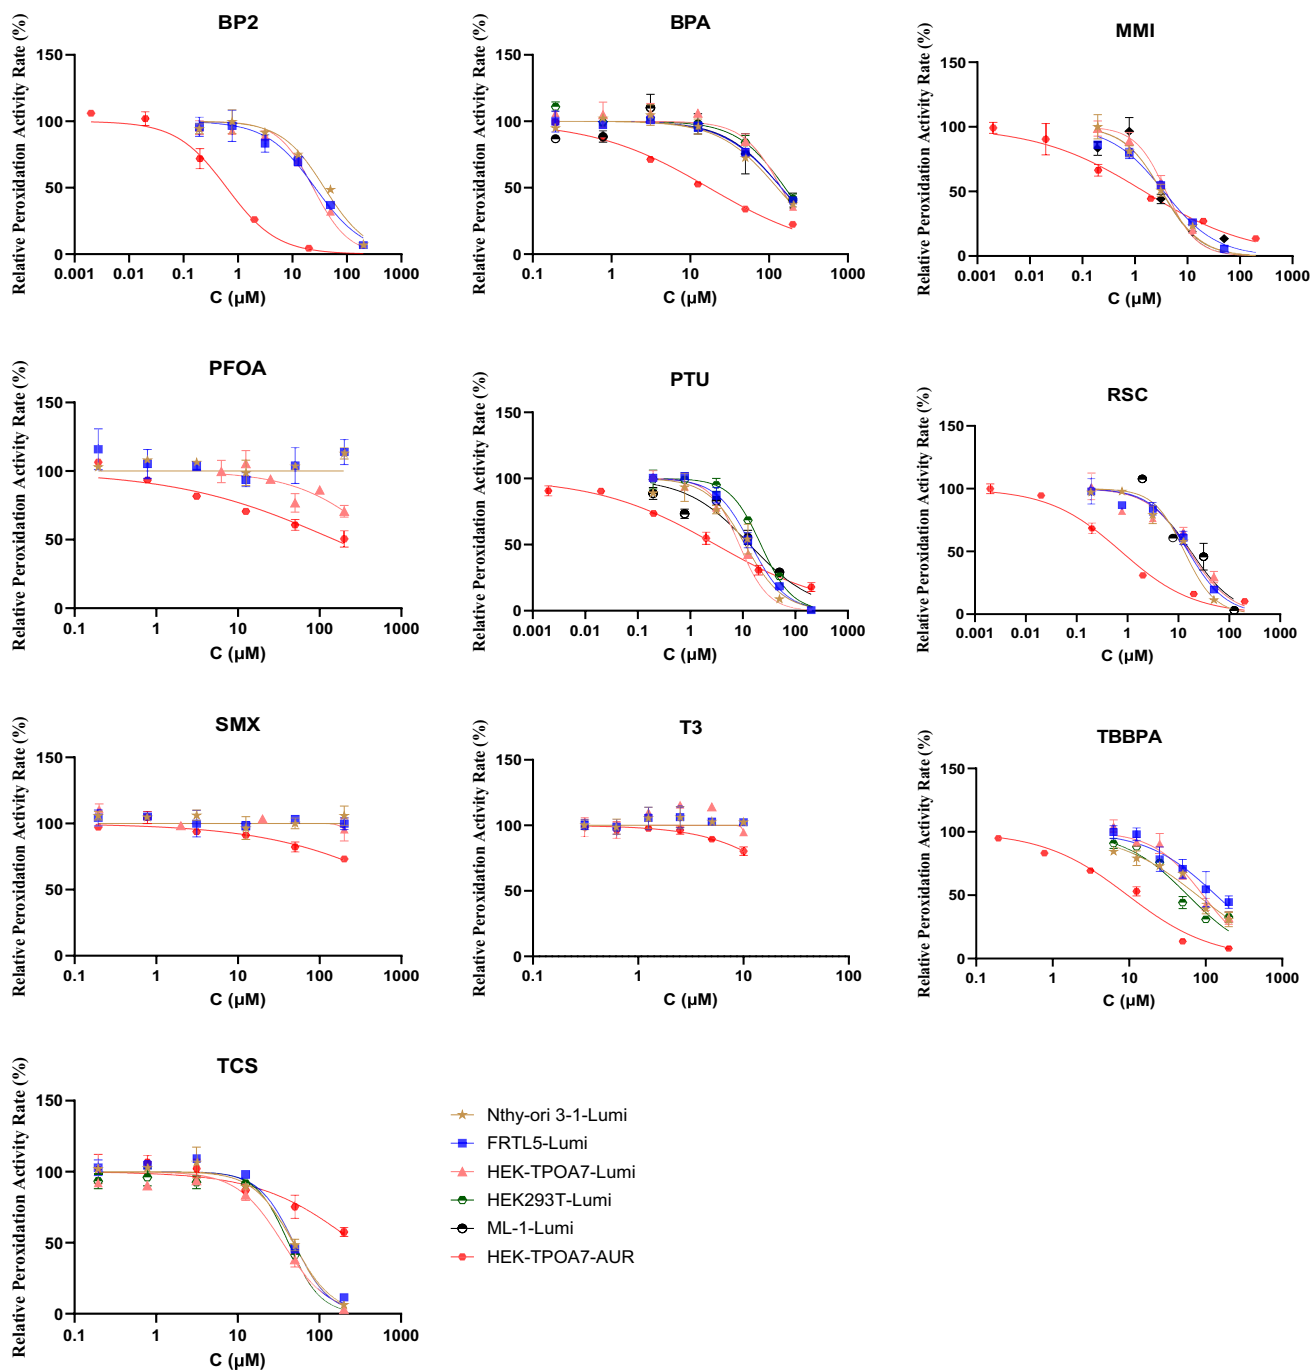 BP2
Relative Peroxidation Activity Rate (%)
150
100
50
0
0.001 0.01 0.1 1 10 100 1000
C (µM)
BPA
Relative Peroxidation Activity Rate (%)
150
100
50
0
0.1 1 10 100 1000
C (µM)
MMI
Relative Peroxidation Activity Rate (%)
150
100
50
0
0.001 0.01 0.1 1 10 100 1000
C (µM)
PFOA
Relative Peroxidation Activity Rate (%)
150
100
50
0
0.1 1 10 100 1000
C (µM)
PTU
Relative Peroxidation Activity Rate (%)
150
100
50
0
0.001 0.01 0.1 1 10 100 1000
C (µM)
RSC
Relative Peroxidation Activity Rate (%)
150
100
50
0
0.001 0.01 0.1 1 10 100 1000
C (µM)
SMX
Relative Peroxidation Activity Rate (%)
150
100
50
0
0.1 1 10 100 1000
C (µM)
T3
Relative Peroxidation Activity Rate (%)
150
100
50
0
0.1 1 10 100
C (µM)
TBBPA
Relative Peroxidation Activity Rate (%)
150
100
50
0
0.1 1 10 100 1000
C (µM)
TCS
Relative Peroxidation Activity Rate (%)
150
100
50
0
0.1 1 10 100 1000
C (µM)
Nthy-ori 3-1-Lumi
FRTL5-Lumi
HEK-TPOA7-Lumi
HEK293T-Lumi
ML-1-Lumi
HEK-TPOA7-AUR